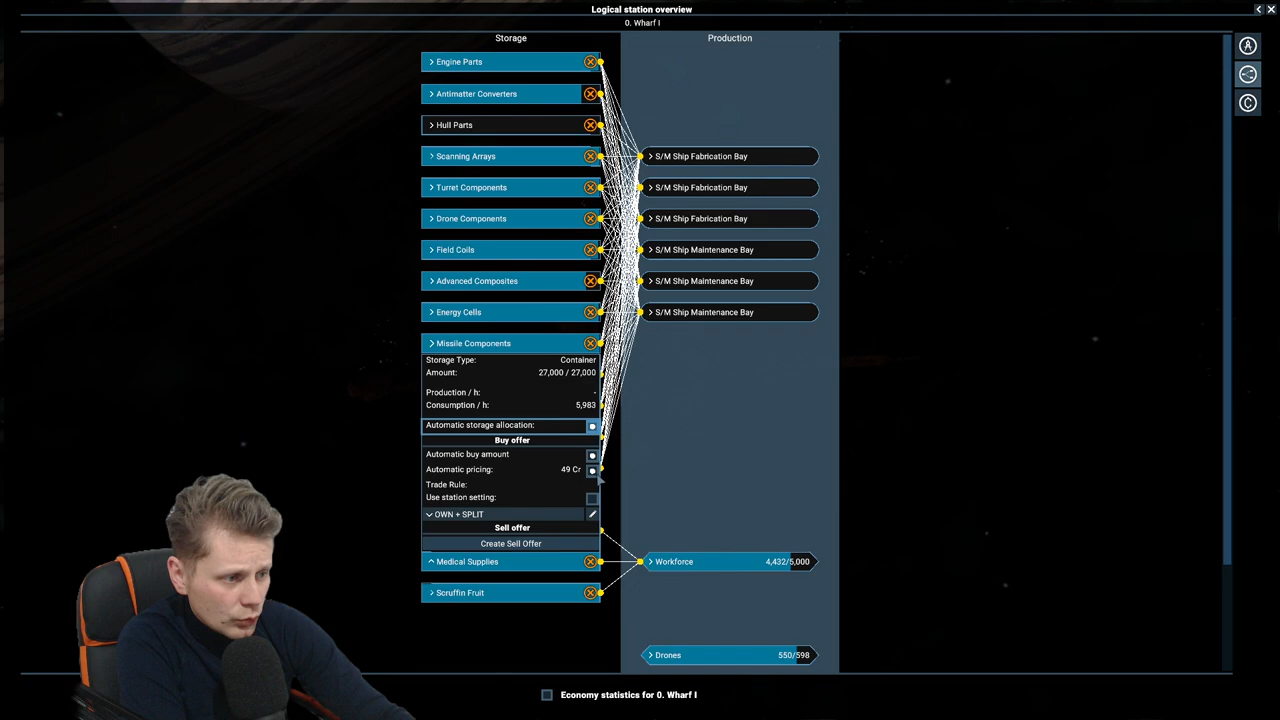 Logical station overview
0. Wharf I
Storage
Production
Engine Parts
Antimatter Converters
Hull Parts
Scanning Arrays
S/M Ship Fabrication Bay
Turret Components
S/M Ship Fabrication Bay
Drone Components
S/M Ship Fabrication Bay
Field Coils
S/M Ship Maintenance Bay
Advanced Composites
S/M Ship Maintenance Bay
Energy Cells
S/M Ship Maintenance Bay
Missile Components
Storage Type: Container
Amount: 27,000 / 27,000
Production / h: -
Consumption / h: 5,983
Automatic storage allocation:
Buy offer
Automatic buy amount
Automatic pricing: 49 Cr
Trade Rule:
Use station setting:
OWN + SPLIT
Sell offer
Create Sell Offer
Medical Supplies
Workforce 4,432/5,000
Scruffin Fruit
Drones 550/598
Economy statistics for 0. Wharf I